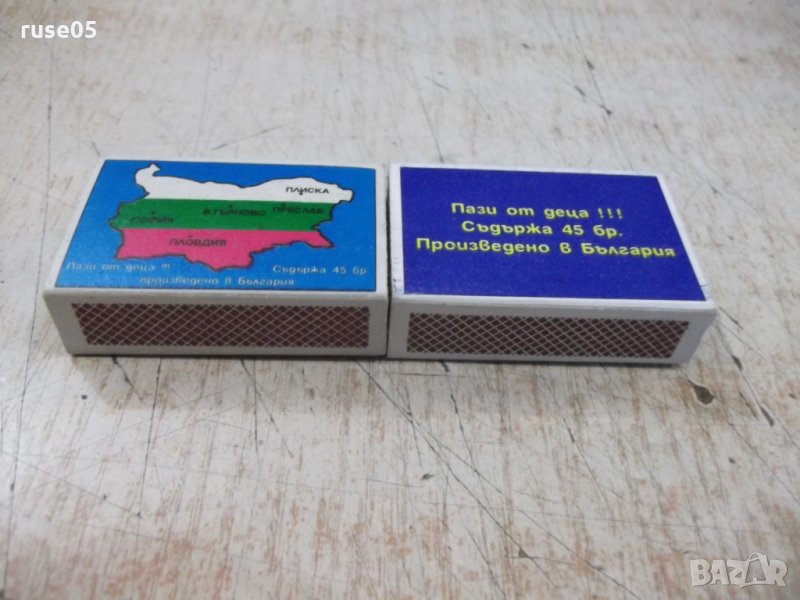 ruse05
ПЛИСКА
СОФИЯ В.ТЪРНОВО ПРЕСЛАВ
ПЛОВДИВ
Пази от деца !!! Съдържа 45 бр
произведено в България
Пази от деца !!!
Съдържа 45 бр.
Произведено в България
BAZAR